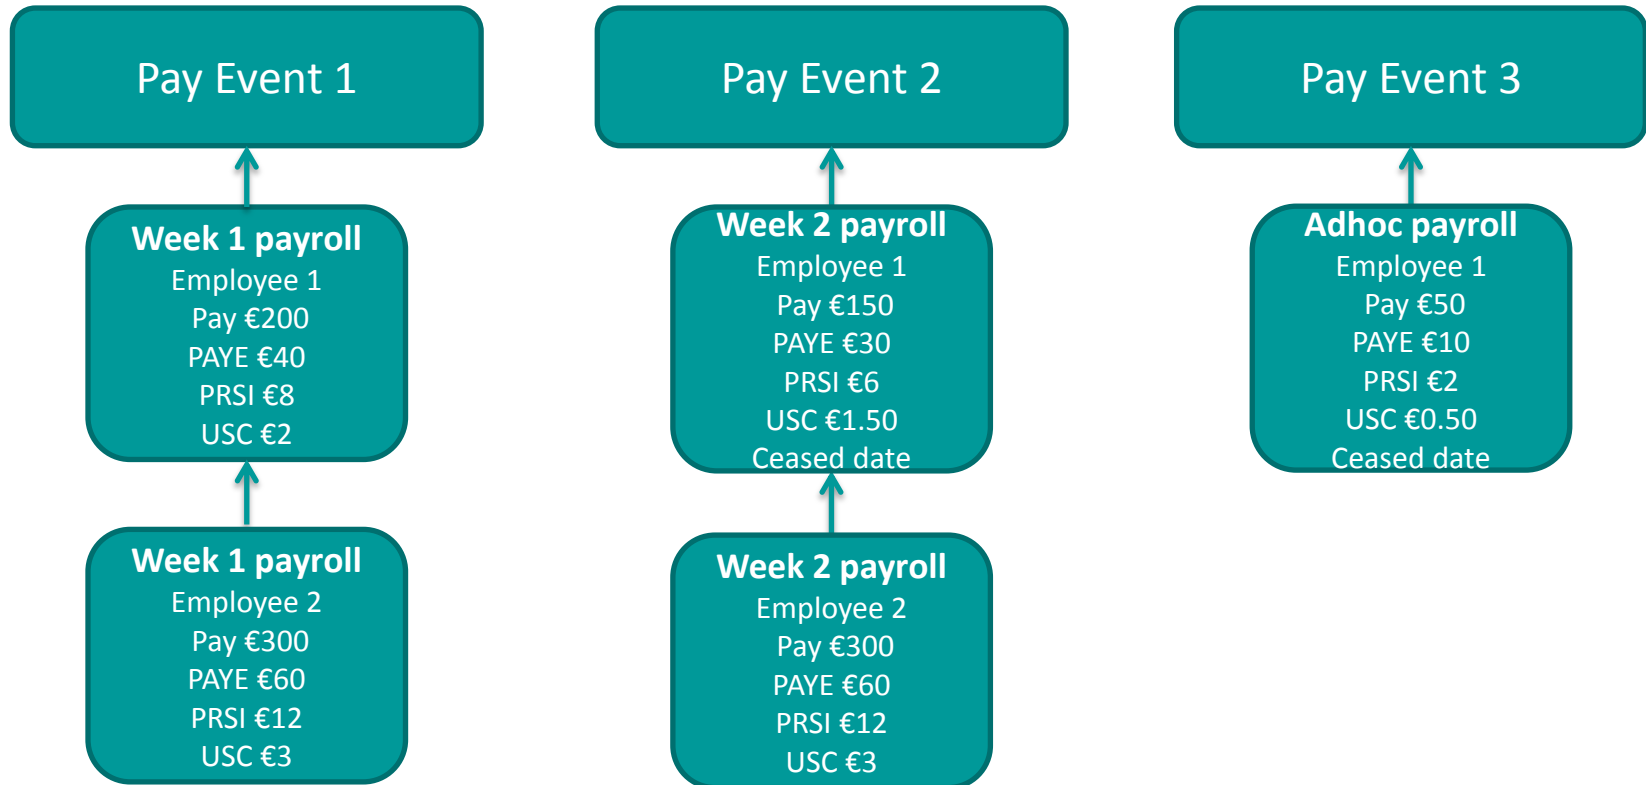 Pay Event 1
Week 1 payroll
Employee 1
Pay €200
PAYE €40
PRSI €8
USC €2
Week 1 payroll
Employee 2
Pay €300
PAYE €60
PRSI €12
USC €3
Pay Event 2
Week 2 payroll
Employee 1
Pay €150
PAYE €30
PRSI €6
USC €1.50
Ceased date
Week 2 payroll
Employee 2
Pay €300
PAYE €60
PRSI €12
USC €3
Pay Event 3
Adhoc payroll
Employee 1
Pay €50
PAYE €10
PRSI €2
USC €0.50
Ceased date